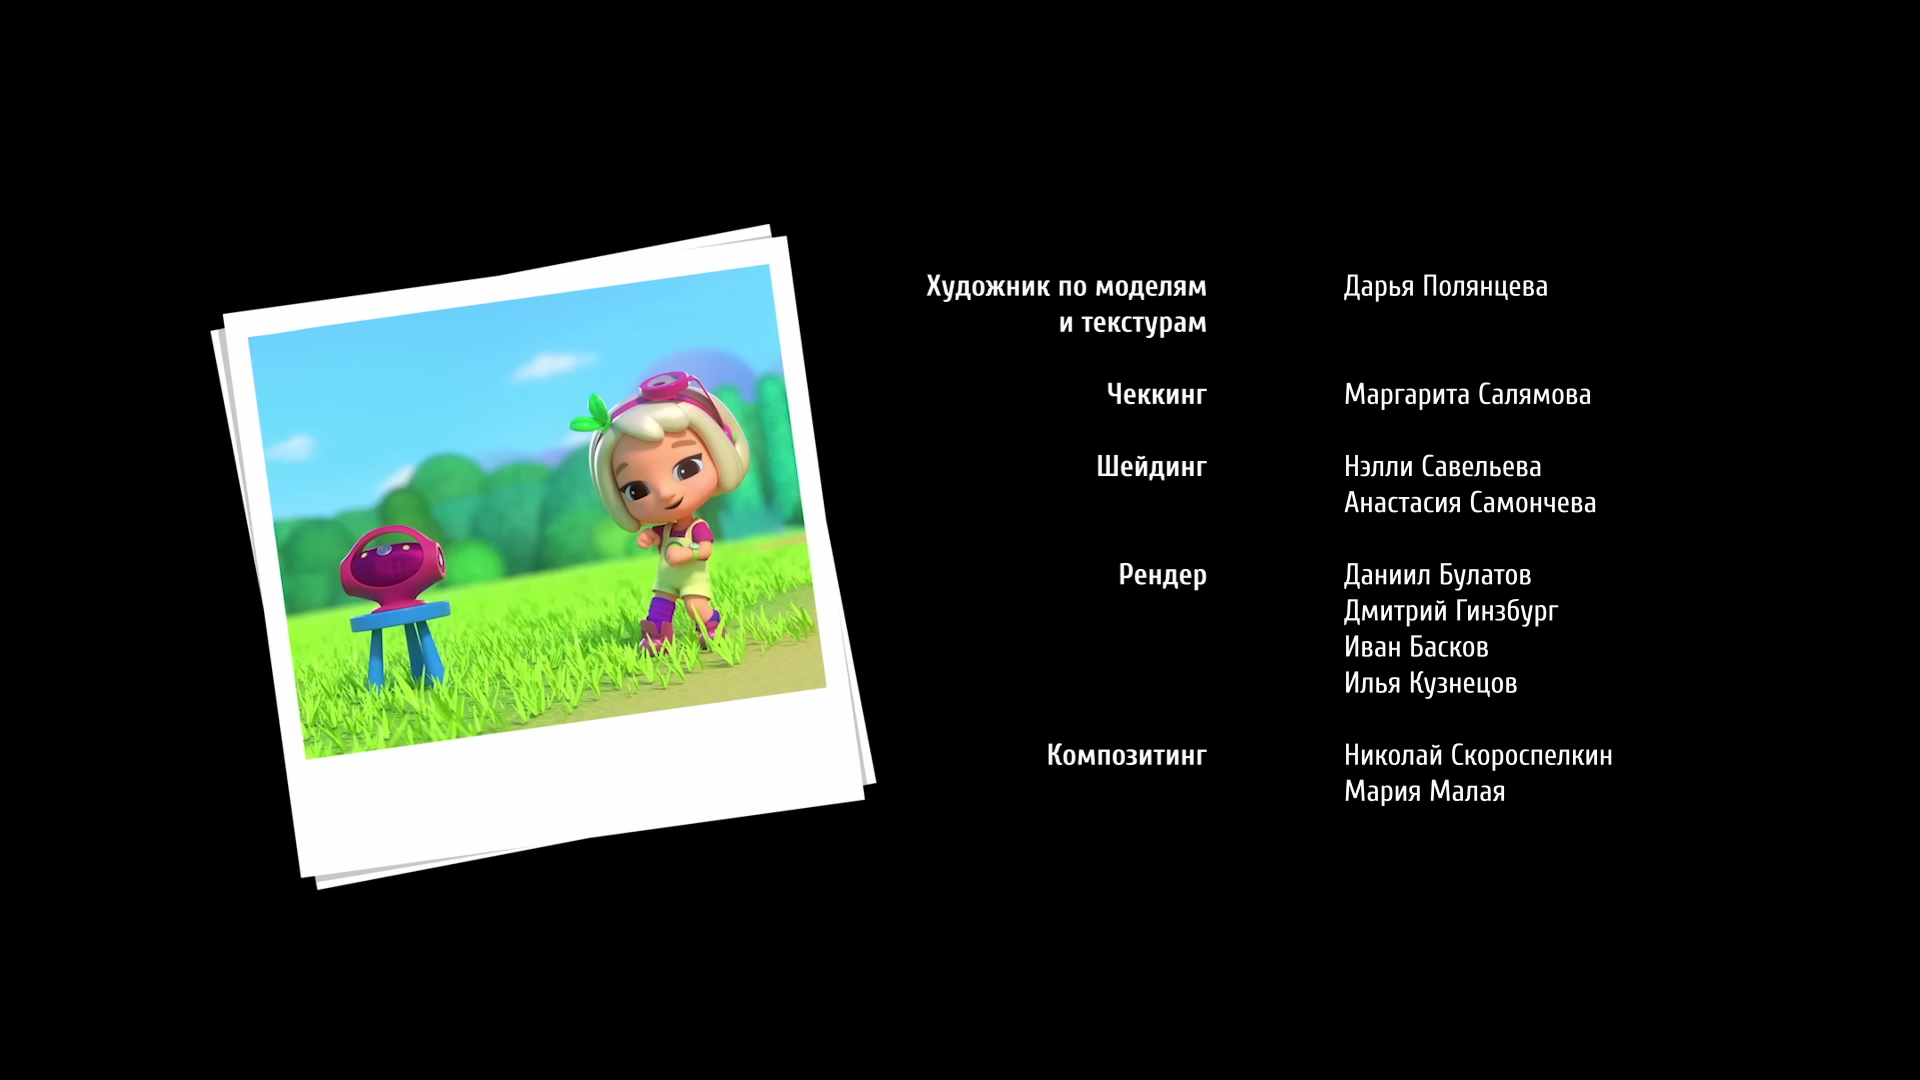 Художник по моделям
и текстурам
Дарья Полянцева
Чеккинг
Маргарита Салямова
Шейдинг
Нэлли Савельева
Анастасия Самончева
Рендер
Даниил Булатов
Дмитрий Гинзбург
Иван Басков
Илья Кузнецов
Композитинг
Николай Скороспелкин
Мария Малая